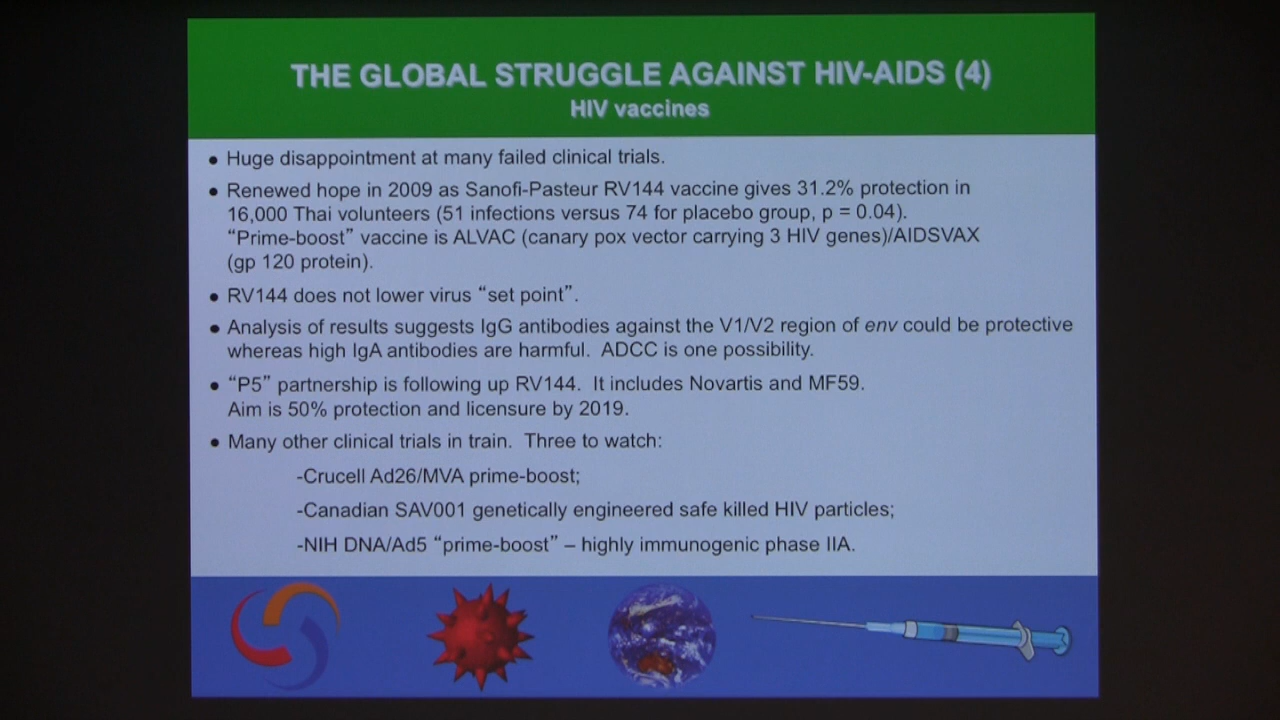 THE GLOBAL STRUGGLE AGAINST HIV-AIDS (4)
HIV vaccines
● Huge disappointment at many failed clinical trials.
● Renewed hope in 2009 as Sanofi-Pasteur RV144 vaccine gives 31.2% protection in
16,000 Thai volunteers (51 infections versus 74 for placebo group, p = 0.04).
“Prime-boost” vaccine is ALVAC (canary pox vector carrying 3 HIV genes)/AIDSVAX
(gp 120 protein).
● RV144 does not lower virus “set point”.
● Analysis of results suggests IgG antibodies against the V1/V2 region of env could be protective
whereas high IgA antibodies are harmful. ADCC is one possibility.
● “P5” partnership is following up RV144. It includes Novartis and MF59.
Aim is 50% protection and licensure by 2019.
● Many other clinical trials in train. Three to watch:
-Crucell Ad26/MVA prime-boost;
-Canadian SAV001 genetically engineered safe killed HIV particles;
-NIH DNA/Ad5 “prime-boost” – highly immunogenic phase IIA.